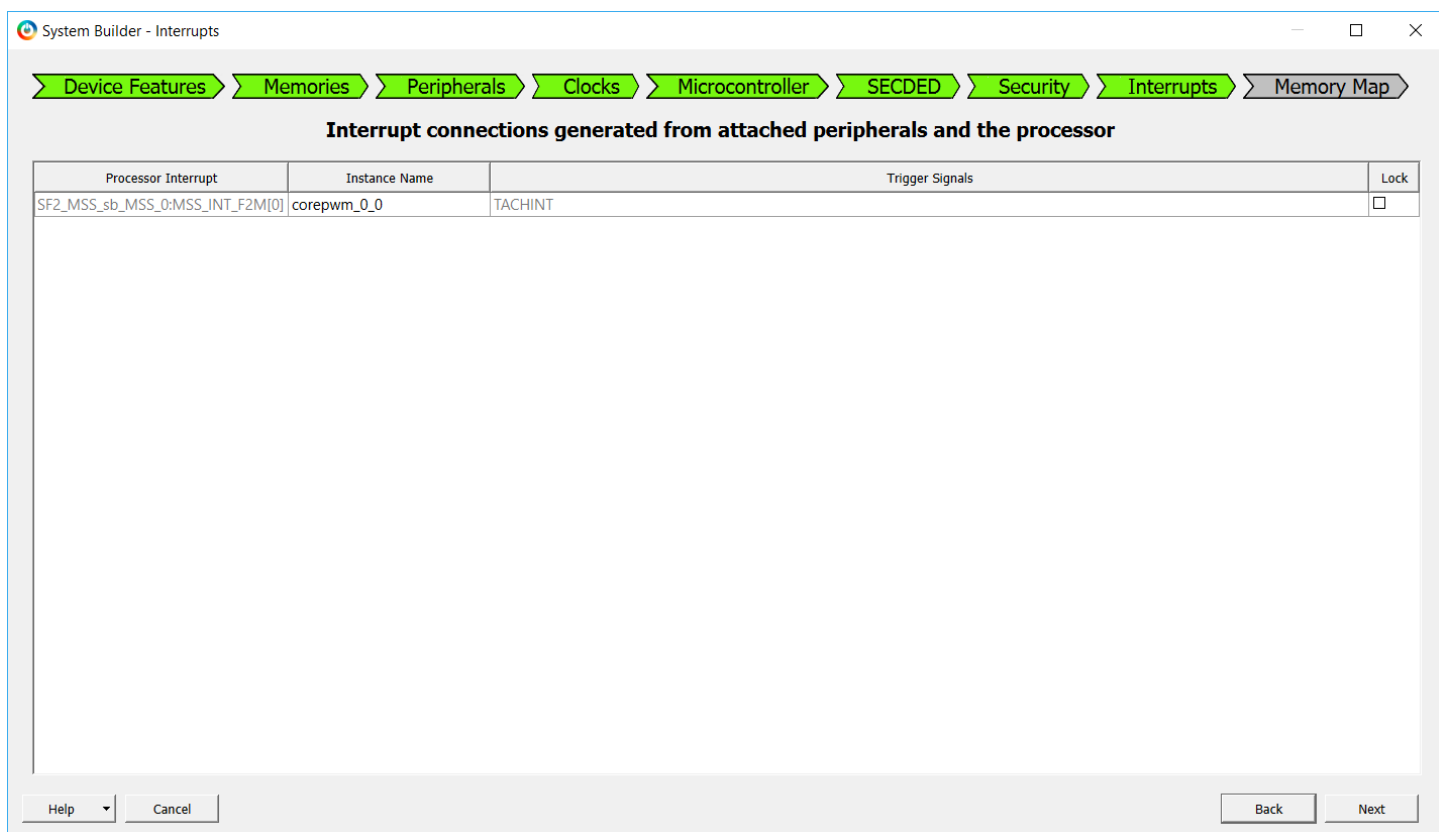 System Builder - Interrupts
Device Features Memories Peripherals Clocks Microcontroller SECDED Security Interrupts Memory Map
Interrupt connections generated from attached peripherals and the processor
Processor Interrupt Instance Name Trigger Signals Lock
SF2_MSS_sb_MSS_0:MSS_INT_F2M[0] corepwm_0_0 TACHINT
Help Cancel Back Next